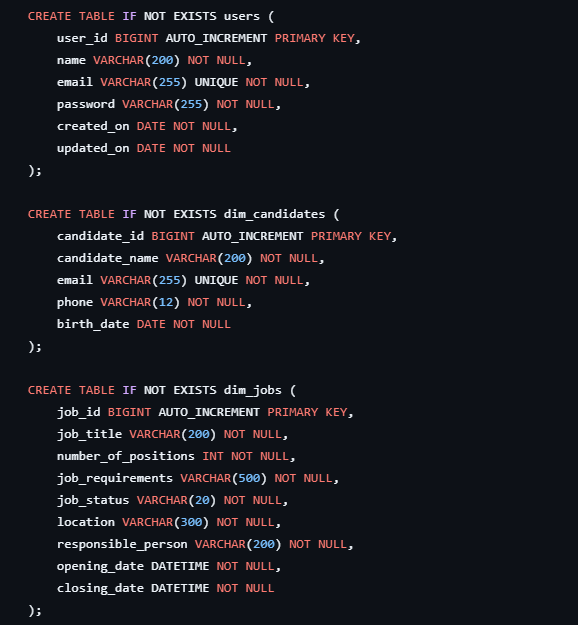 CREATE TABLE IF NOT EXISTS users (
    user_id BIGINT AUTO_INCREMENT PRIMARY KEY,
    name VARCHAR(200) NOT NULL,
    email VARCHAR(255) UNIQUE NOT NULL,
    password VARCHAR(255) NOT NULL,
    created_on DATE NOT NULL,
    updated_on DATE NOT NULL
);

CREATE TABLE IF NOT EXISTS dim_candidates (
    candidate_id BIGINT AUTO_INCREMENT PRIMARY KEY,
    candidate_name VARCHAR(200) NOT NULL,
    email VARCHAR(255) UNIQUE NOT NULL,
    phone VARCHAR(12) NOT NULL,
    birth_date DATE NOT NULL
);

CREATE TABLE IF NOT EXISTS dim_jobs (
    job_id BIGINT AUTO_INCREMENT PRIMARY KEY,
    job_title VARCHAR(200) NOT NULL,
    number_of_positions INT NOT NULL,
    job_requirements VARCHAR(500) NOT NULL,
    job_status VARCHAR(20) NOT NULL,
    location VARCHAR(300) NOT NULL,
    responsible_person VARCHAR(200) NOT NULL,
    opening_date DATETIME NOT NULL,
    closing_date DATETIME NOT NULL
);